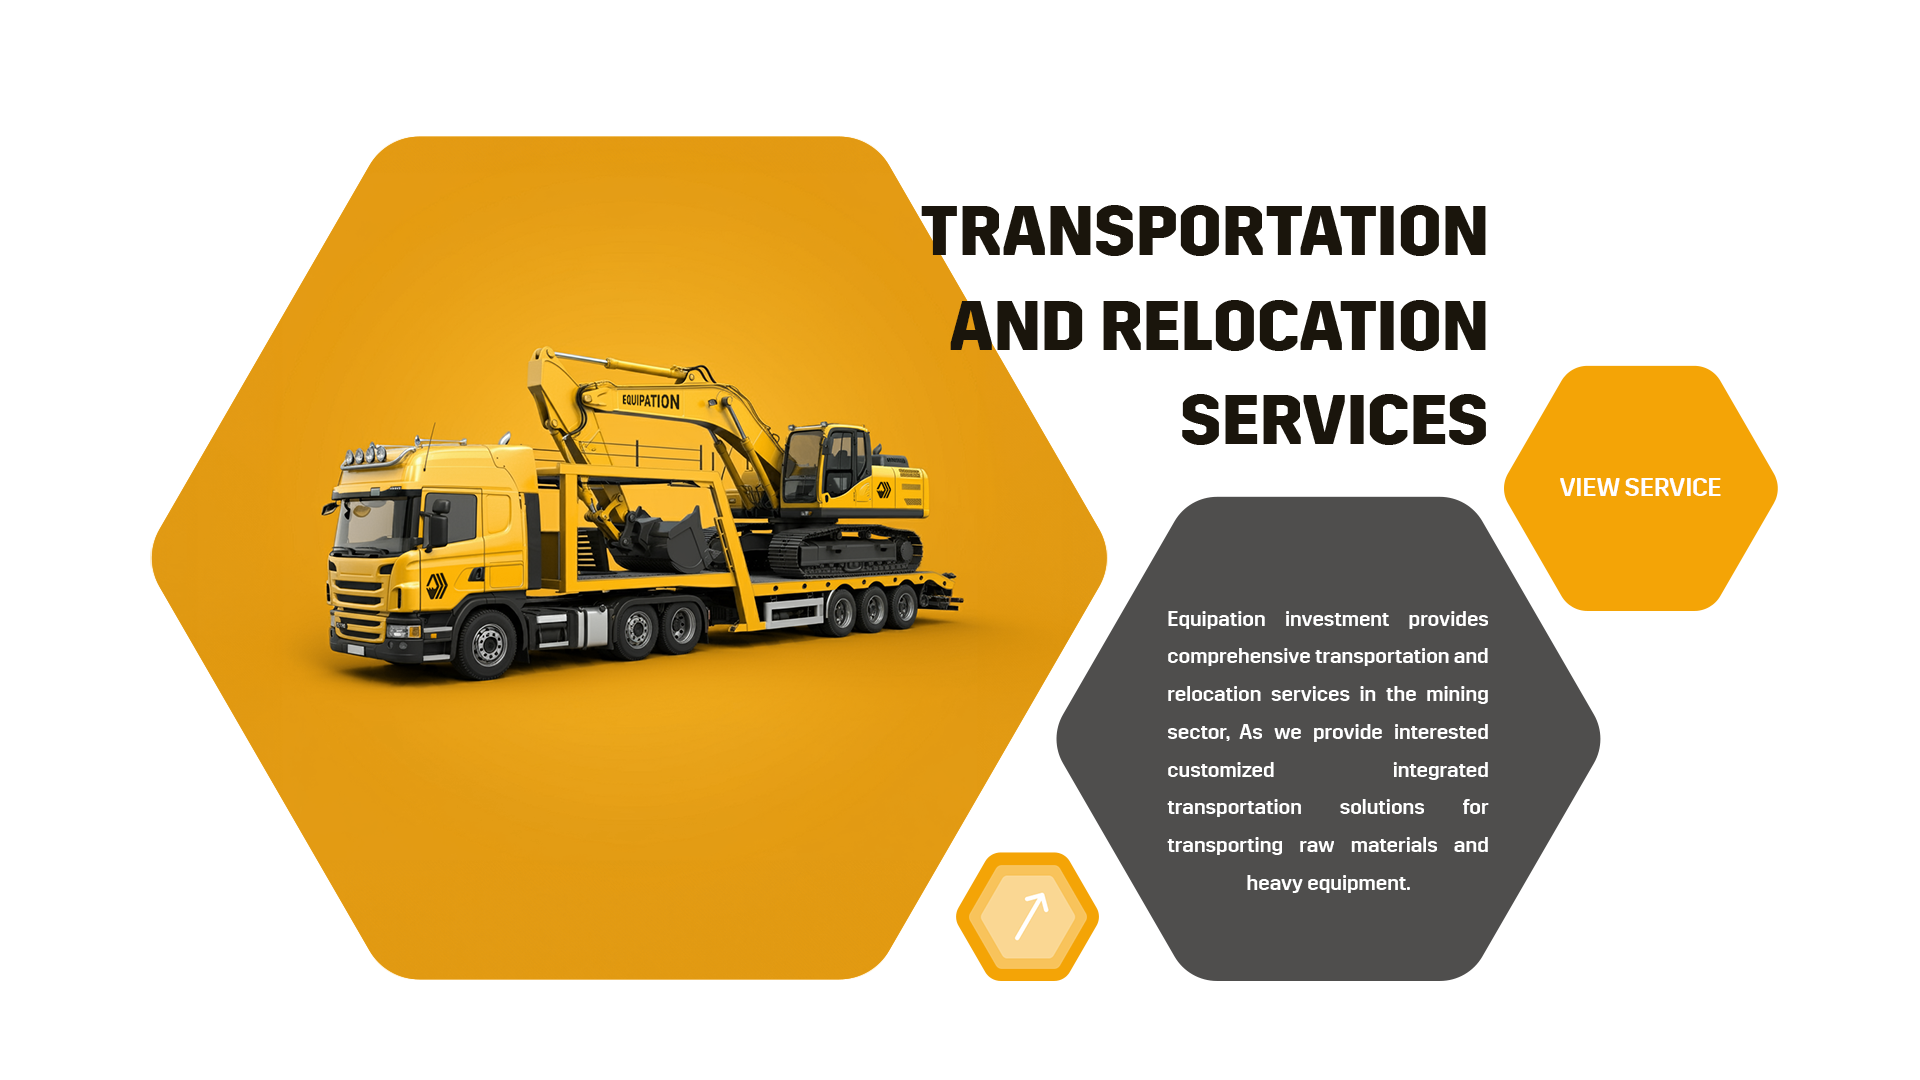 TRANSPORTATION
AND RELOCATION
SERVICES
EQUIPATION
VIEW SERVICE
Equipation investment provides
comprehensive transportation and
relocation services in the mining
sector, As we provide interested
customized integrated
transportation solutions for
transporting raw materials and
heavy equipment.